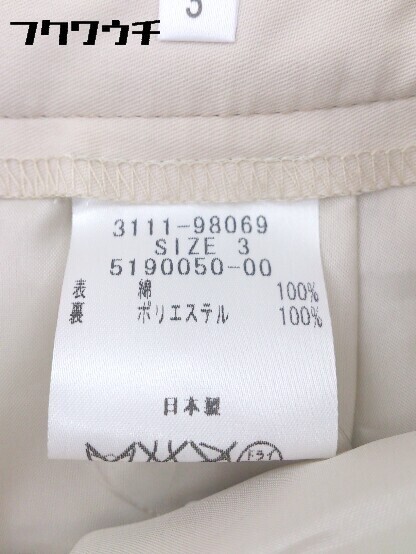 フクワウチ
3
3111-98069
SIZE 3
5190050-00
表 綿 100%
裏 ポリエステル 100%
日本製
ドライ